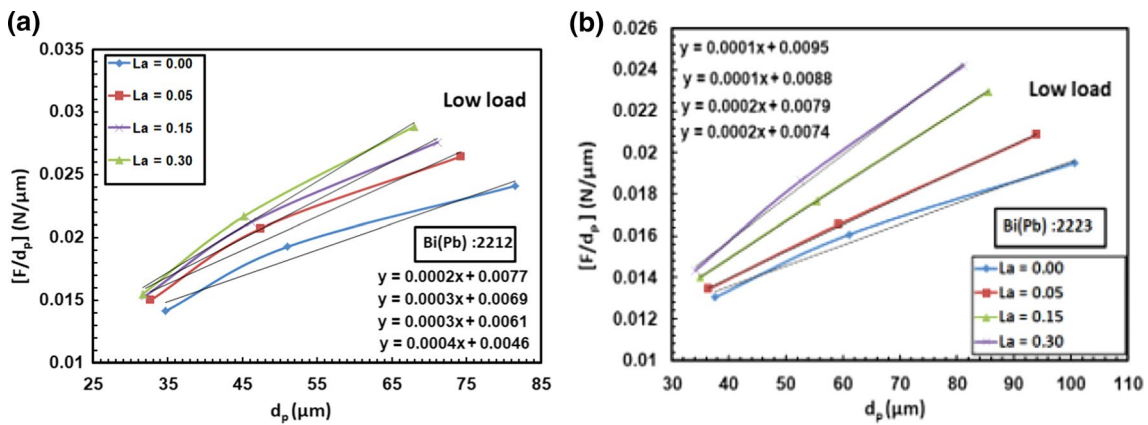 (a)
0.035
0.03
0.025
0.02
0.015
0.01
[F/dp] (N/µm)
La = 0.00
La = 0.05
La = 0.15
La = 0.30
Low load
Bi(Pb) :2212
y = 0.0002x + 0.0077
y = 0.0003x + 0.0069
y = 0.0003x + 0.0061
y = 0.0004x + 0.0046
25 35 45 55 65 75 85
dp (µm)
(b)
0.026
0.024
0.022
0.02
0.018
0.016
0.014
0.012
0.01
[F/dp] (N/µm)
y = 0.0001x + 0.0095
y = 0.0001x + 0.0088
y = 0.0002x + 0.0079
y = 0.0002x + 0.0074
Low load
Bi(Pb) : 2223
La = 0.00
La = 0.05
La = 0.15
La = 0.30
30 40 50 60 70 80 90 100 110
dp (µm)